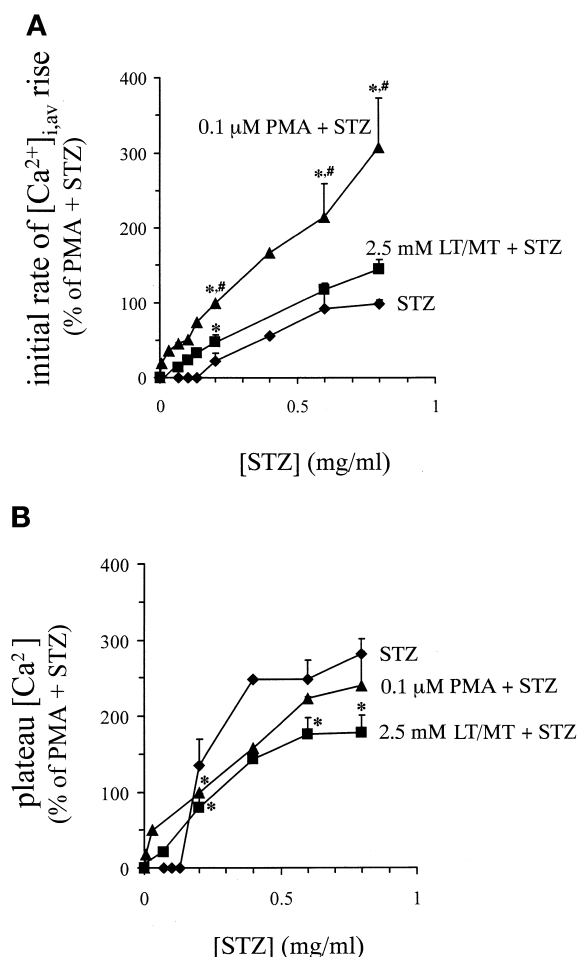 A
initial rate of [Ca2+]i,av rise
(% of PMA + STZ)
400
300
200
100
0
0.1 μM PMA + STZ
*,#
*,#
*,#
*
2.5 mM LT/MT + STZ
STZ
0
0.5
1
[STZ] (mg/ml)
B
plateau [Ca2 ]
(% of PMA + STZ)
400
300
200
100
0
STZ
0.1 μM PMA + STZ
*
*
2.5 mM LT/MT + STZ
*
*
0
0.5
1
[STZ] (mg/ml)